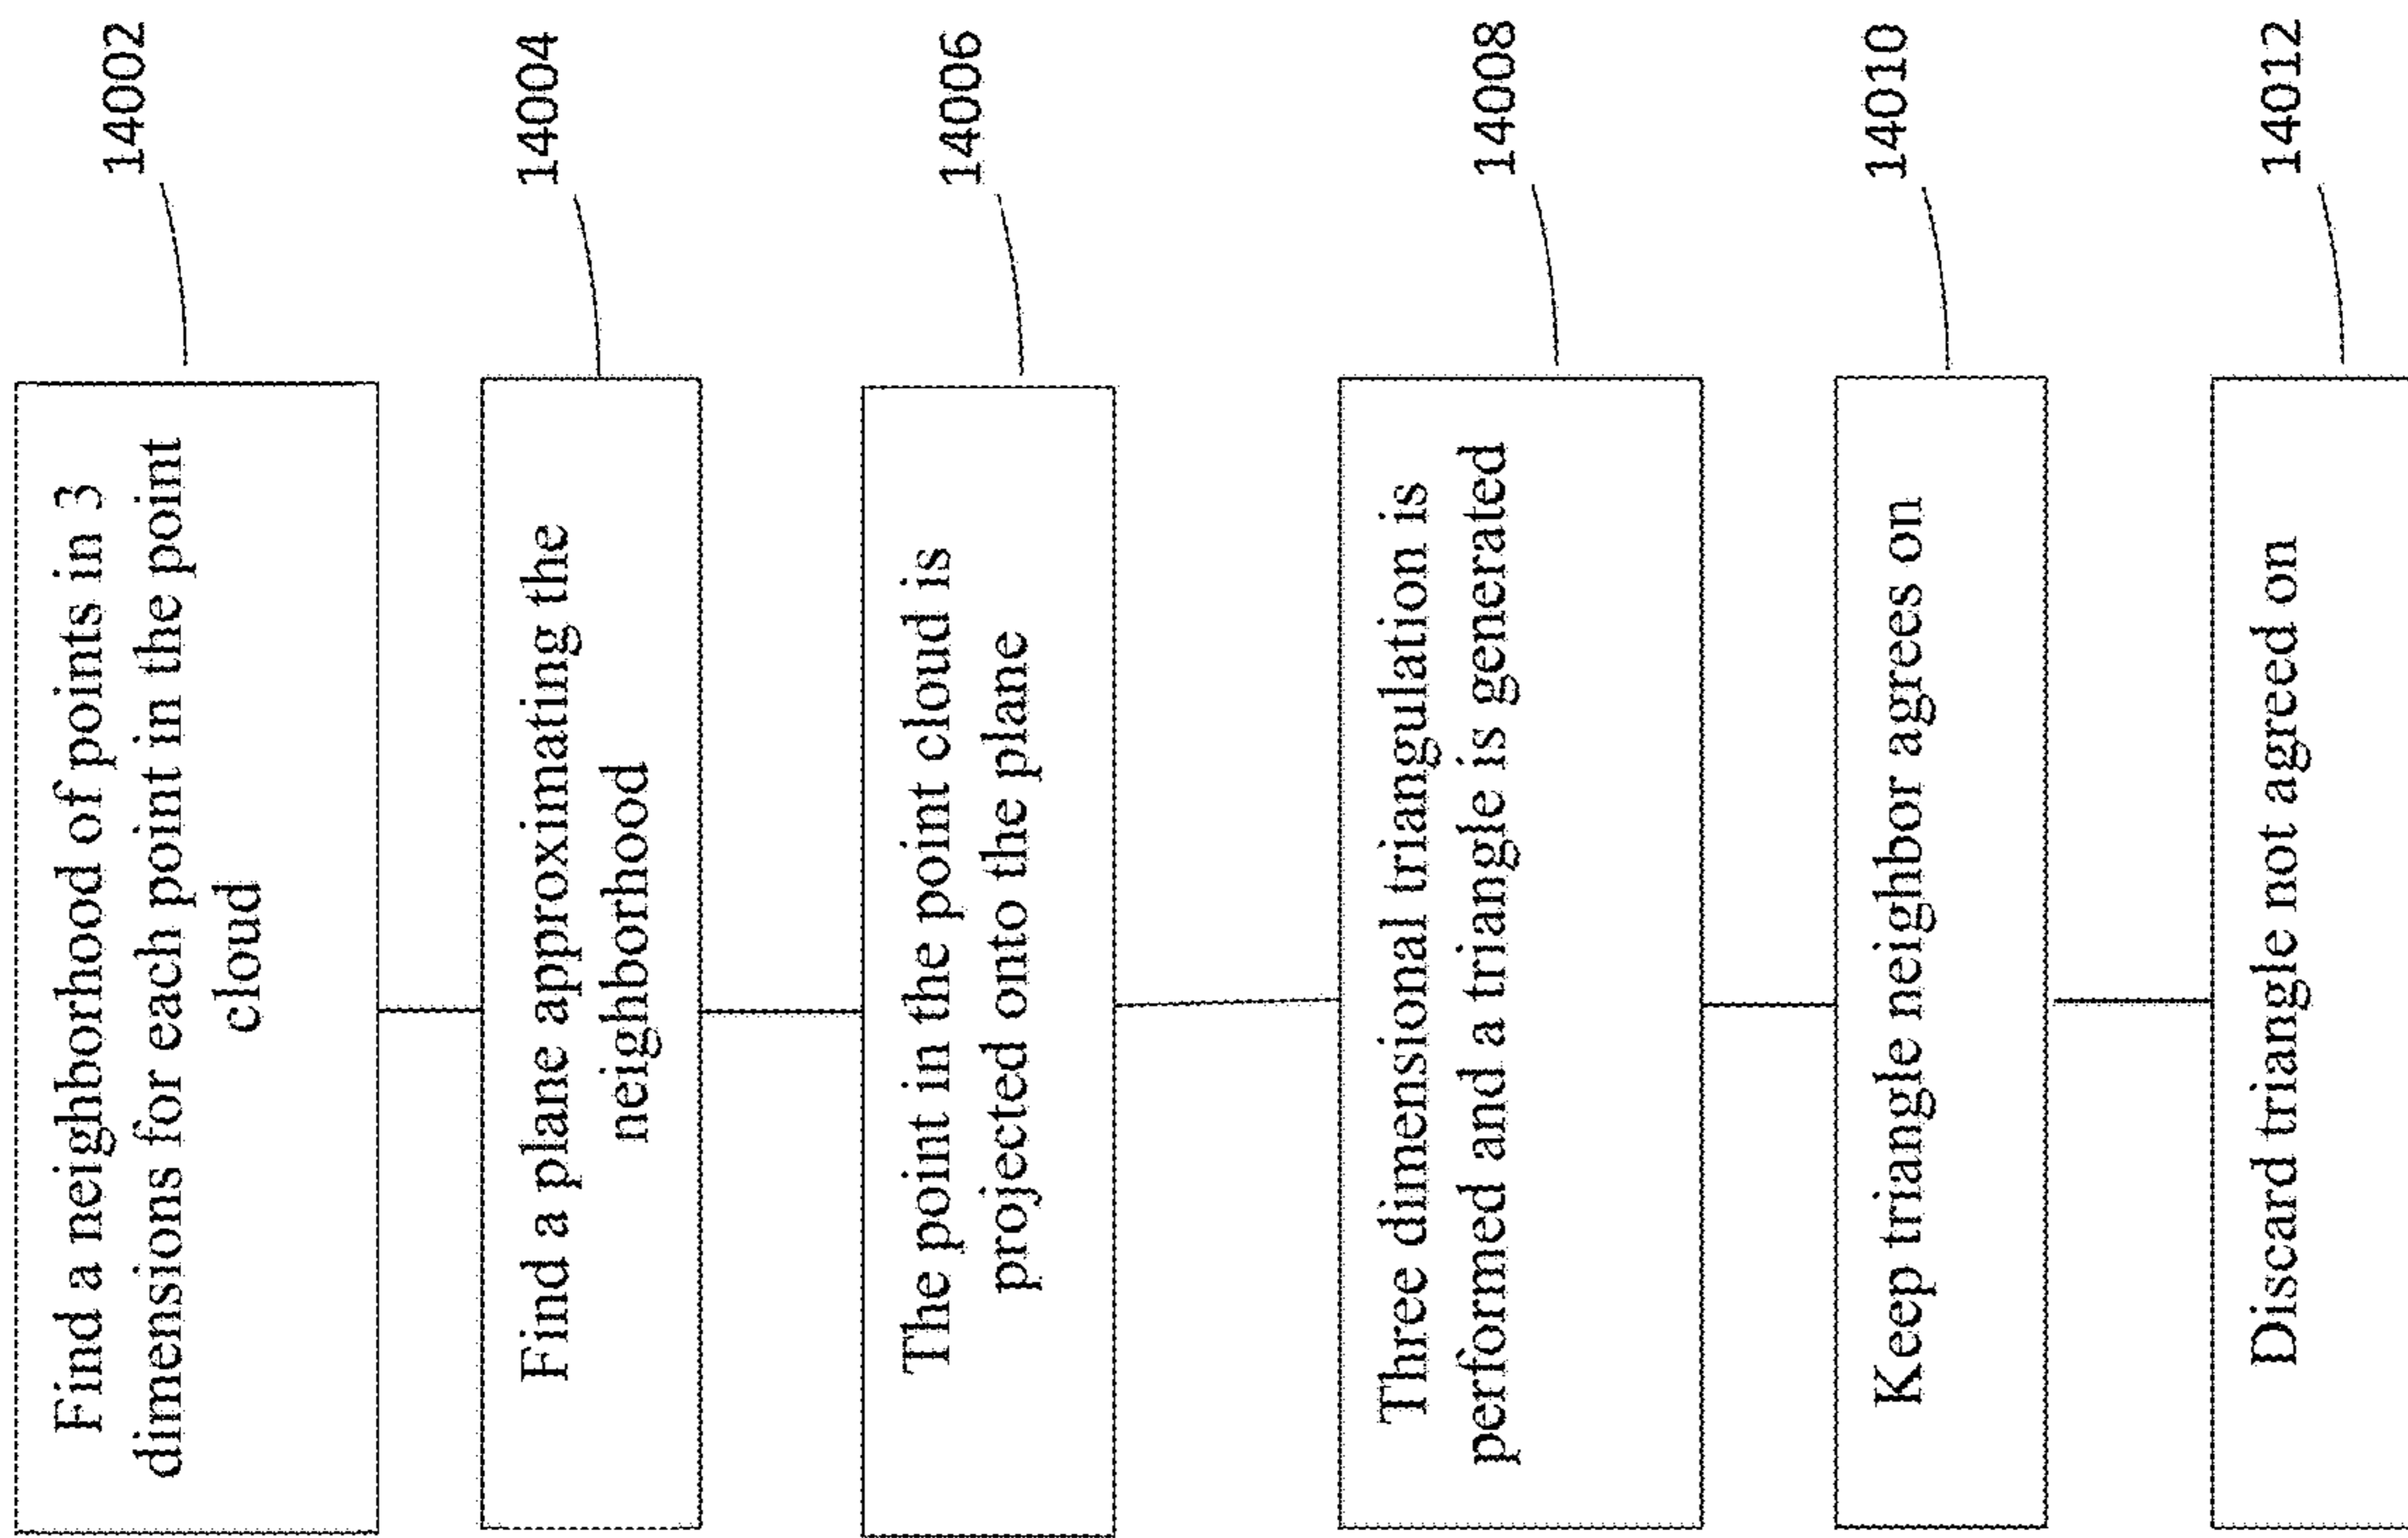 Find a neighborhood of points in 3
dimensions for each point in the point
cloud
14002
Find a plane approximating the
neighborhood
14004
The point in the point cloud is
projected onto the plane
14006
Three dimensional triangulation is
performed and a triangle is generated
14008
Keep triangle neighbor agrees on
14010
Discard triangle not agreed on
14012